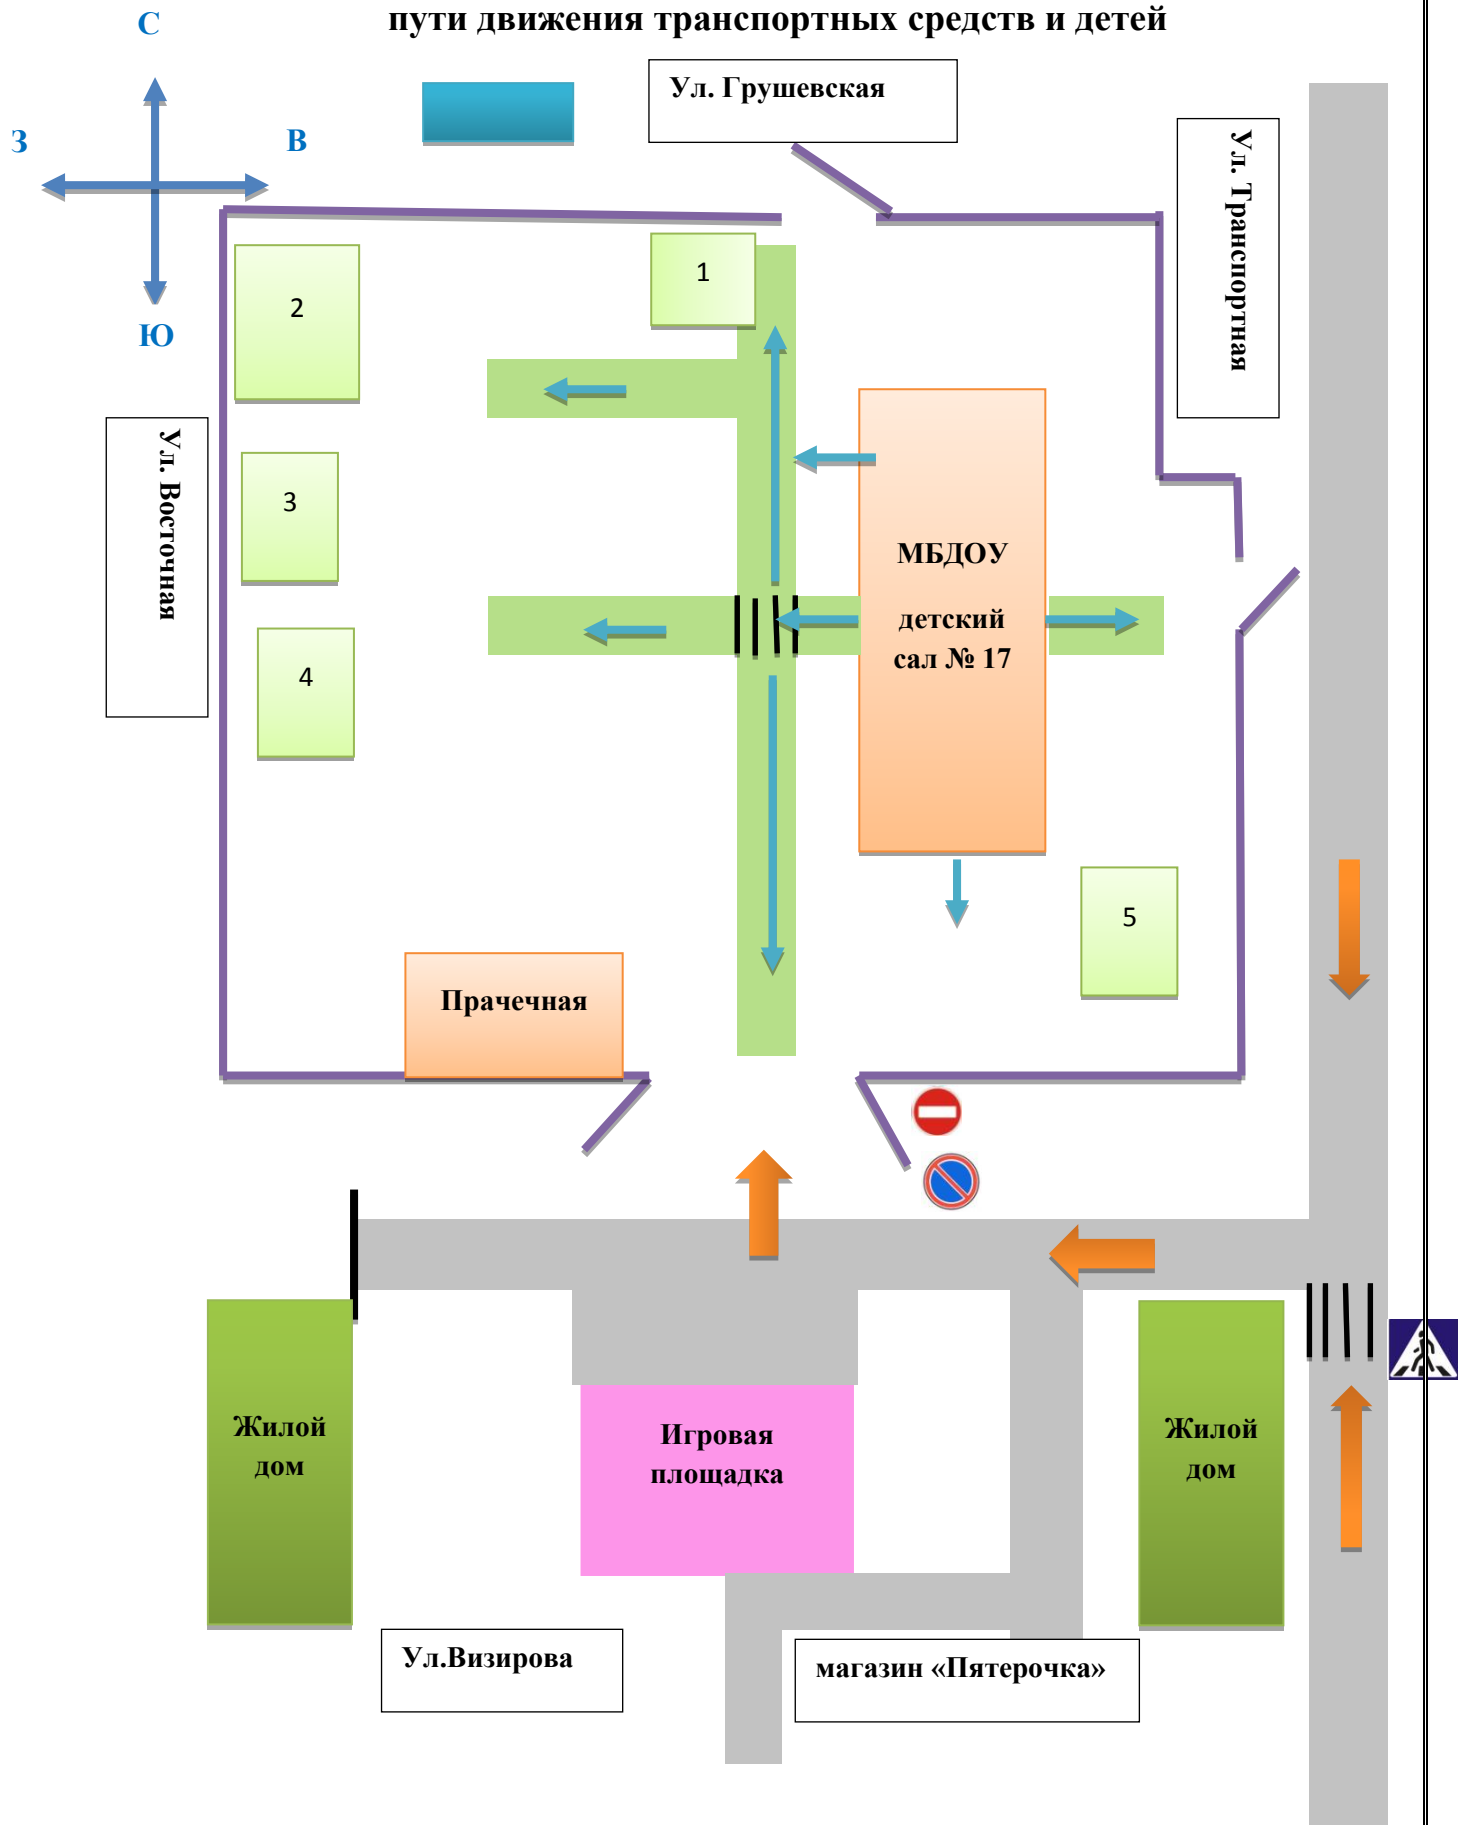 пути движения транспортных средств и детей
С
Ул. Грушевская
З
В
Ул. Транспортная
Ю
1
2
Ул. Восточная
3
МБДОУ
детский
сал № 17
4
5
Прачечная
Жилой
дом
Игровая
площадка
Жилой
дом
Ул.Визирова
магазин «Пятерочка»